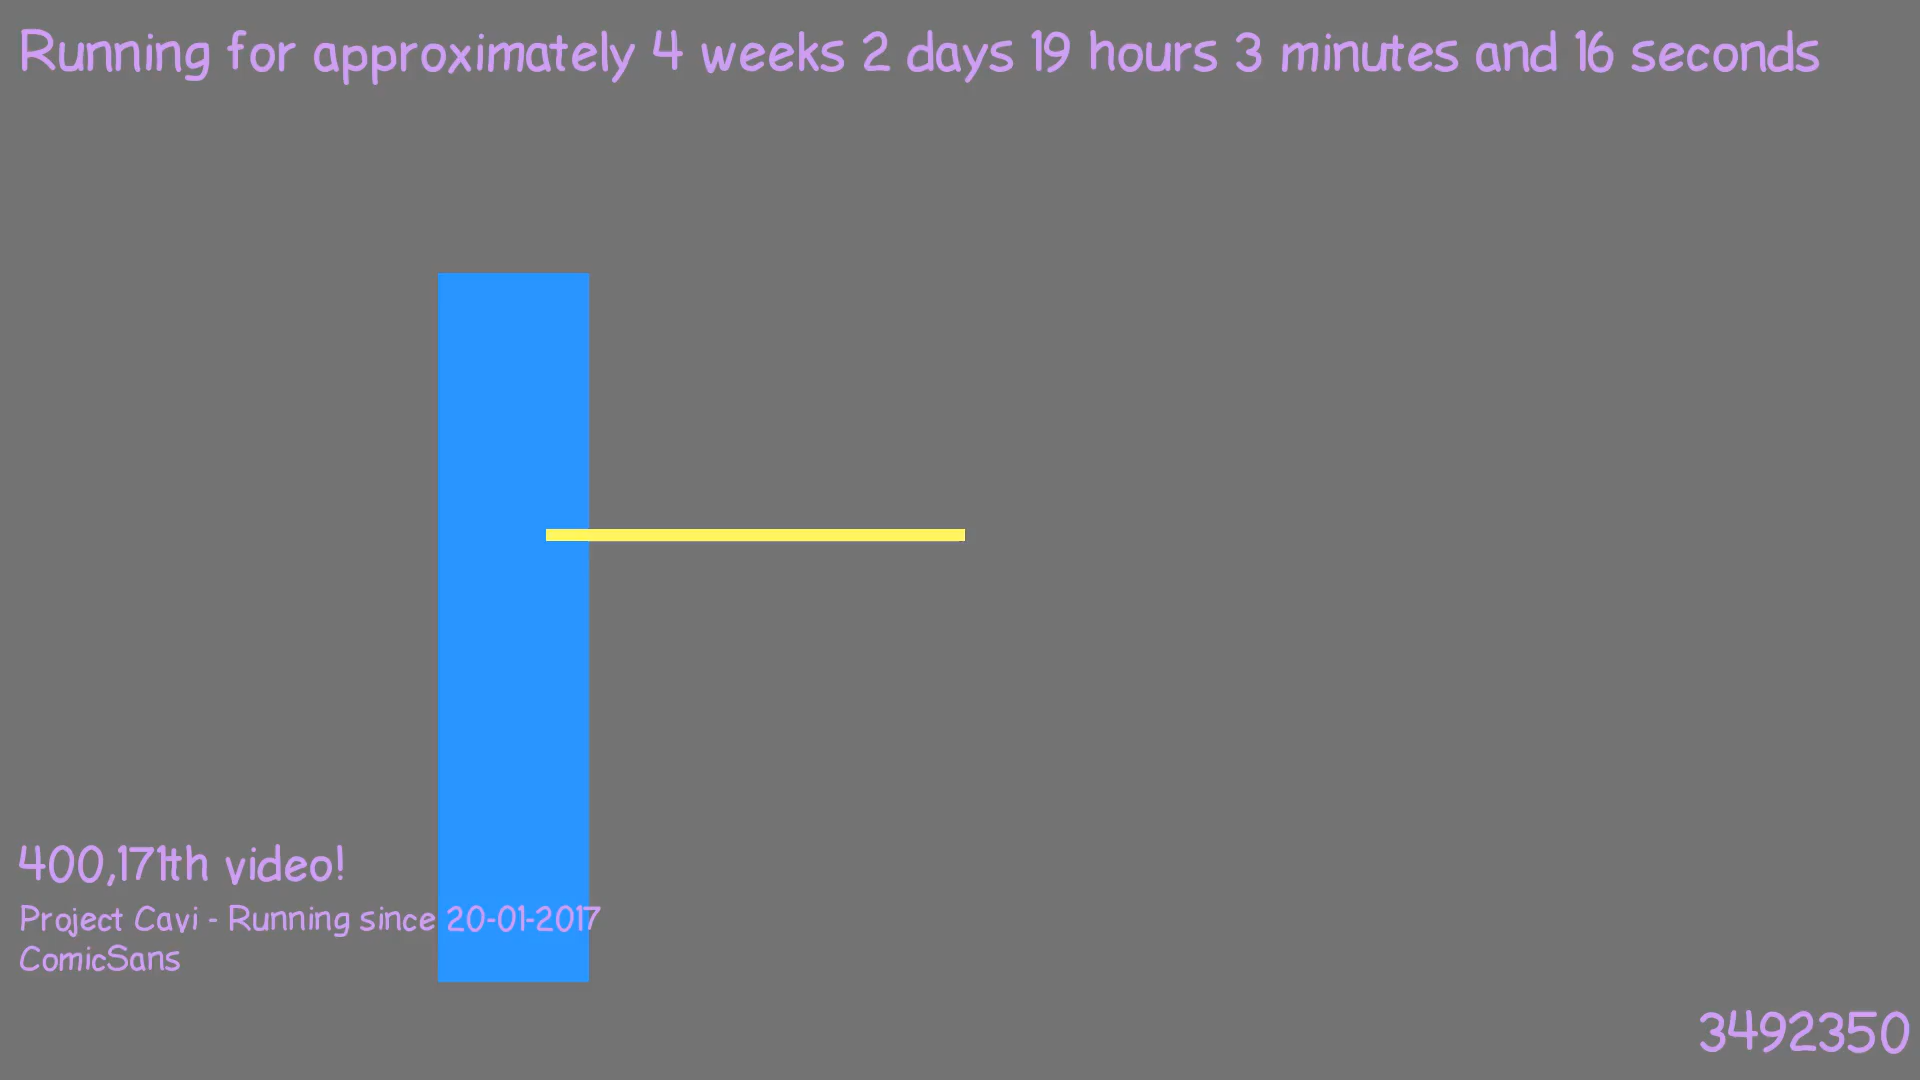 Running for approximately 4 weeks 2 days 19 hours 3 minutes and 16 seconds
400,171th video!
Project Cavi - Running since 20-01-2017
ComicSans
3492350